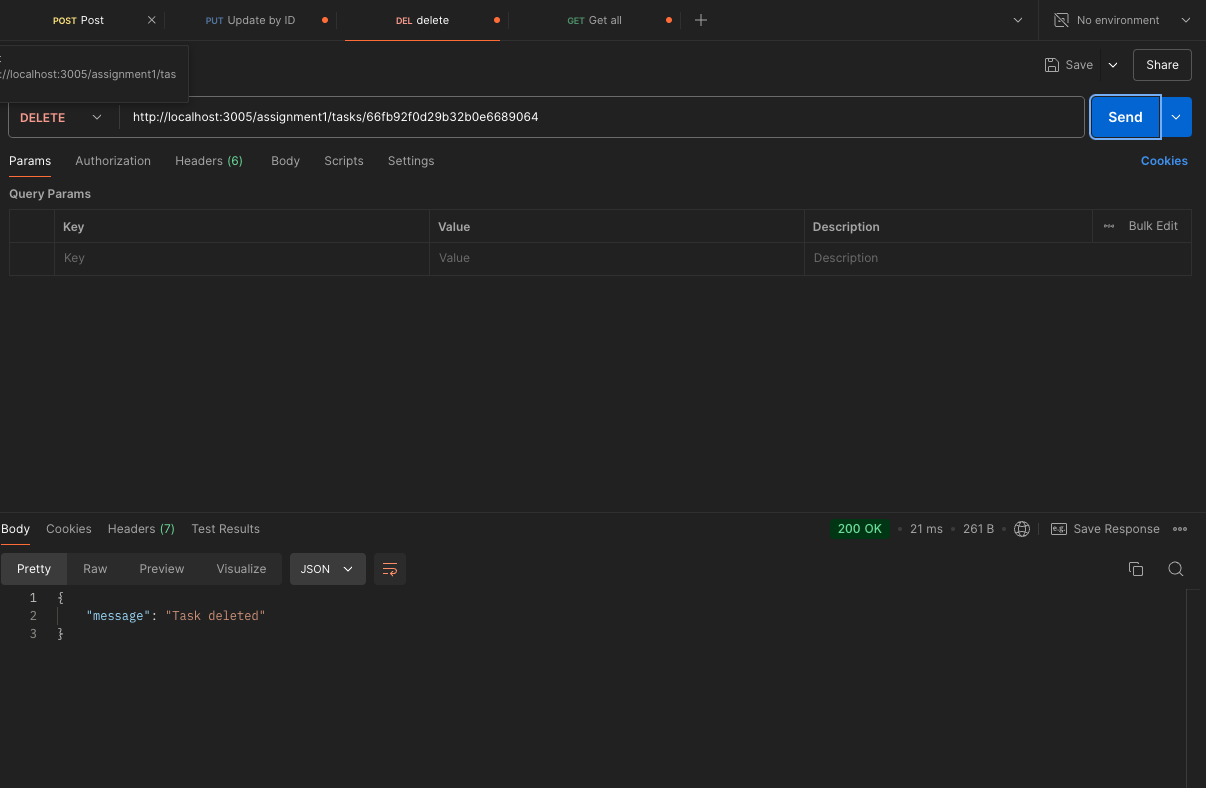 POST Post
PUT Update by ID
DEL delete
GET Get all
No environment
://localhost:3005/assignment1/tas
Save
Share
DELETE
http://localhost:3005/assignment1/tasks/66fb92f0d29b32b0e6689064
Send
Params Authorization Headers (6) Body Scripts Settings Cookies
Query Params
Key Value Description Bulk Edit
Key Value Description
Body Cookies Headers (7) Test Results 200 OK • 21 ms • 261 B • Save Response
Pretty Raw Preview Visualize JSON
1 {
2 "message": "Task deleted"
3 }